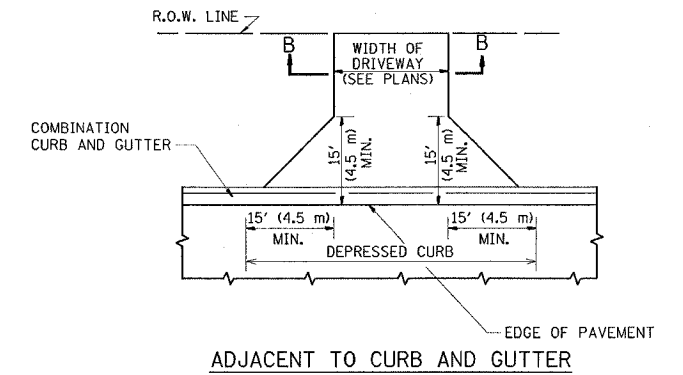 R.O.W. LINE
B
B
WIDTH OF
DRIVEWAY
(SEE PLANS)
COMBINATION
CURB AND GUTTER
15'
(4.5 m)
MIN.
15'
(4.5 m)
MIN.
15' (4.5 m)
MIN.
15' (4.5 m)
MIN.
DEPRESSED CURB
EDGE OF PAVEMENT
ADJACENT TO CURB AND GUTTER